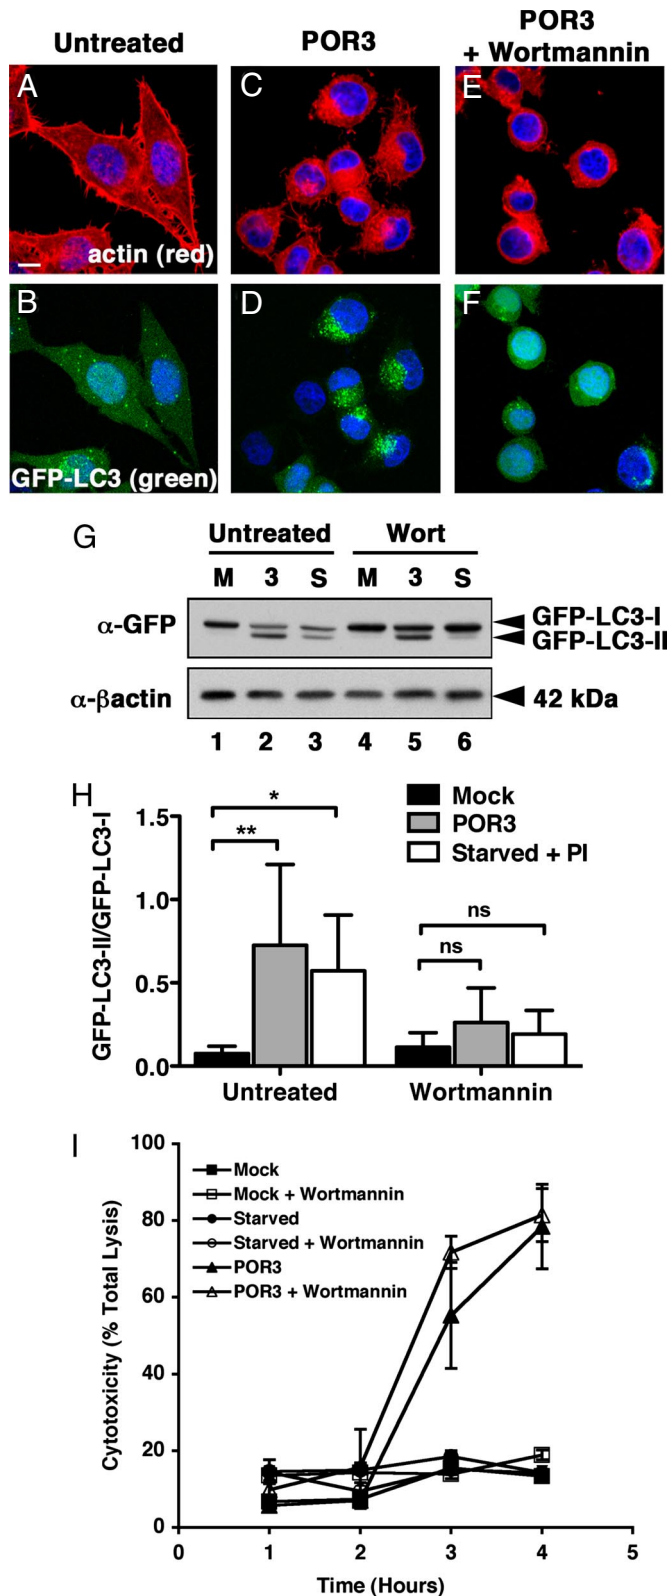 Untreated
POR3
POR3
+ Wortmannin
A
C
E
actin (red)
B
D
F
GFP-LC3 (green)
G
Untreated
Wort
M 3 S M 3 S
α-GFP
GFP-LC3-I
GFP-LC3-II
α-βactin
42 kDa
1 2 3 4 5 6
H
Mock
POR3
Starved + PI
GFP-LC3-II/GFP-LC3-I
1.5
1.0
0.5
0.0
*
**
ns
ns
Untreated
Wortmannin
I
Cytotoxicity (% Total Lysis)
100
80
60
40
20
0
Mock
Mock + Wortmannin
Starved
Starved + Wortmannin
POR3
POR3 + Wortmannin
0 1 2 3 4 5
Time (Hours)